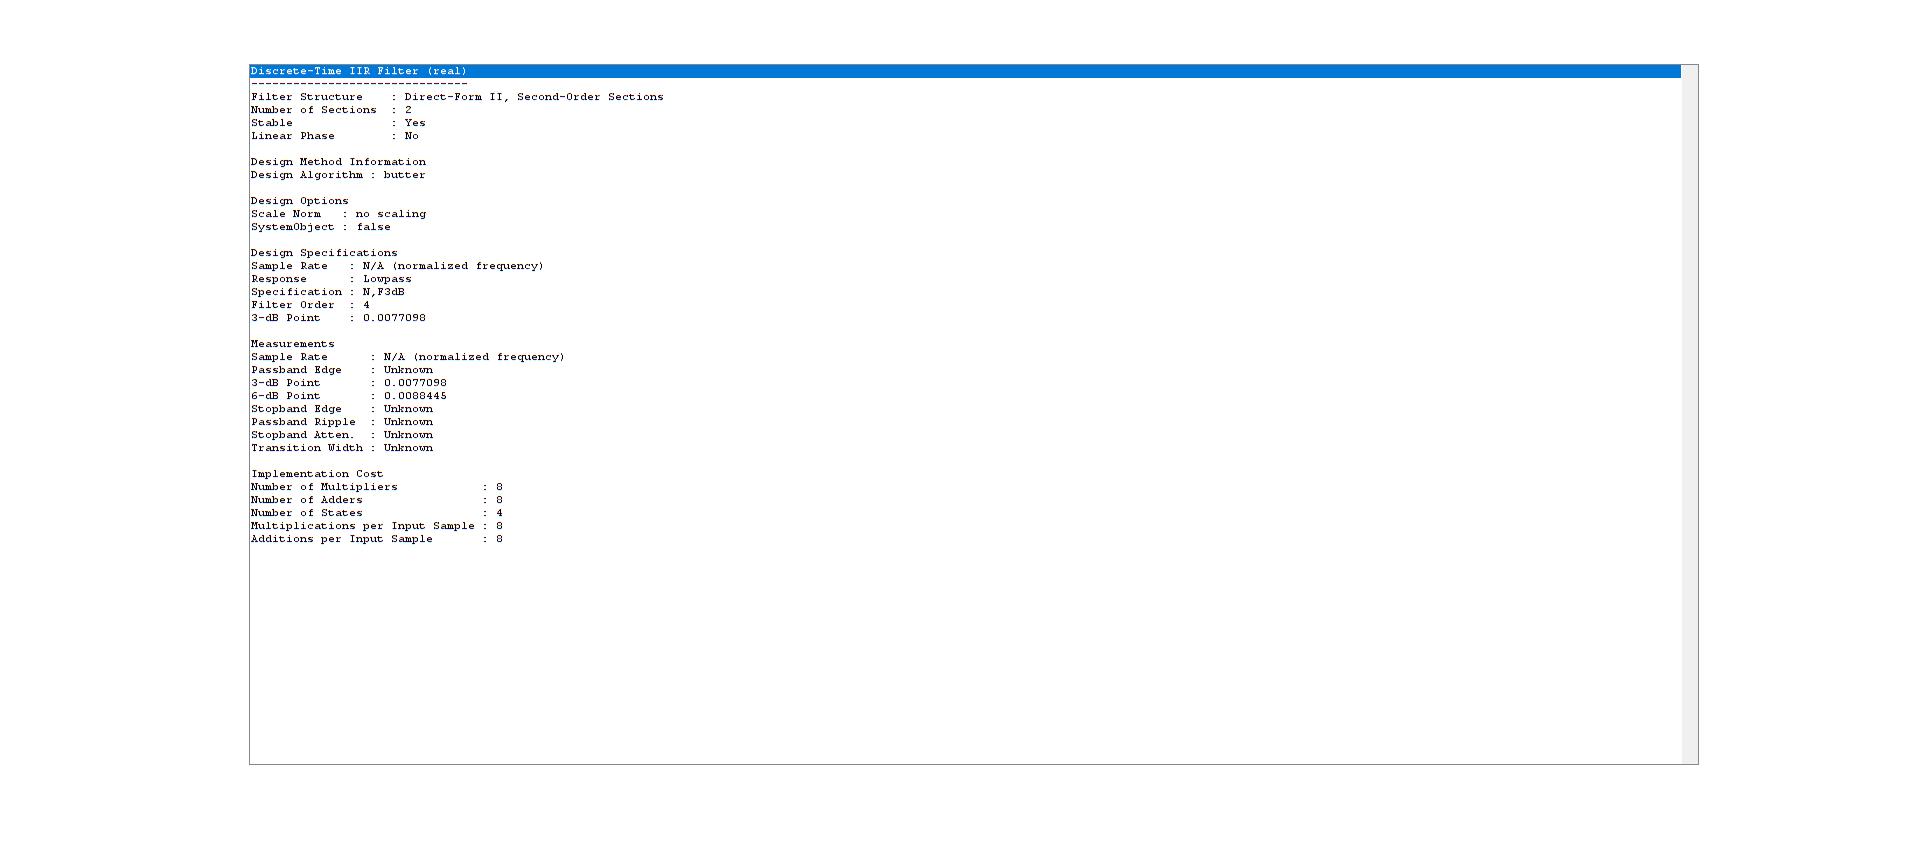 Discrete-Time IIR Filter (real)
-------------------------------
Filter Structure    : Direct-Form II, Second-Order Sections
Number of Sections  : 2
Stable              : Yes
Linear Phase        : No

Design Method Information
Design Algorithm : butter

Design Options
Scale Norm   : no scaling
SystemObject : false

Design Specifications
Sample Rate   : N/A (normalized frequency)
Response      : Lowpass
Specification : N,F3dB
Filter Order  : 4
3-dB Point    : 0.0077098

Measurements
Sample Rate      : N/A (normalized frequency)
Passband Edge    : Unknown
3-dB Point       : 0.0077098
6-dB Point       : 0.0088445
Stopband Edge    : Unknown
Passband Ripple  : Unknown
Stopband Atten.  : Unknown
Transition Width : Unknown

Implementation Cost
Number of Multipliers            : 8
Number of Adders                 : 8
Number of States                 : 4
Multiplications per Input Sample : 8
Additions per Input Sample       : 8